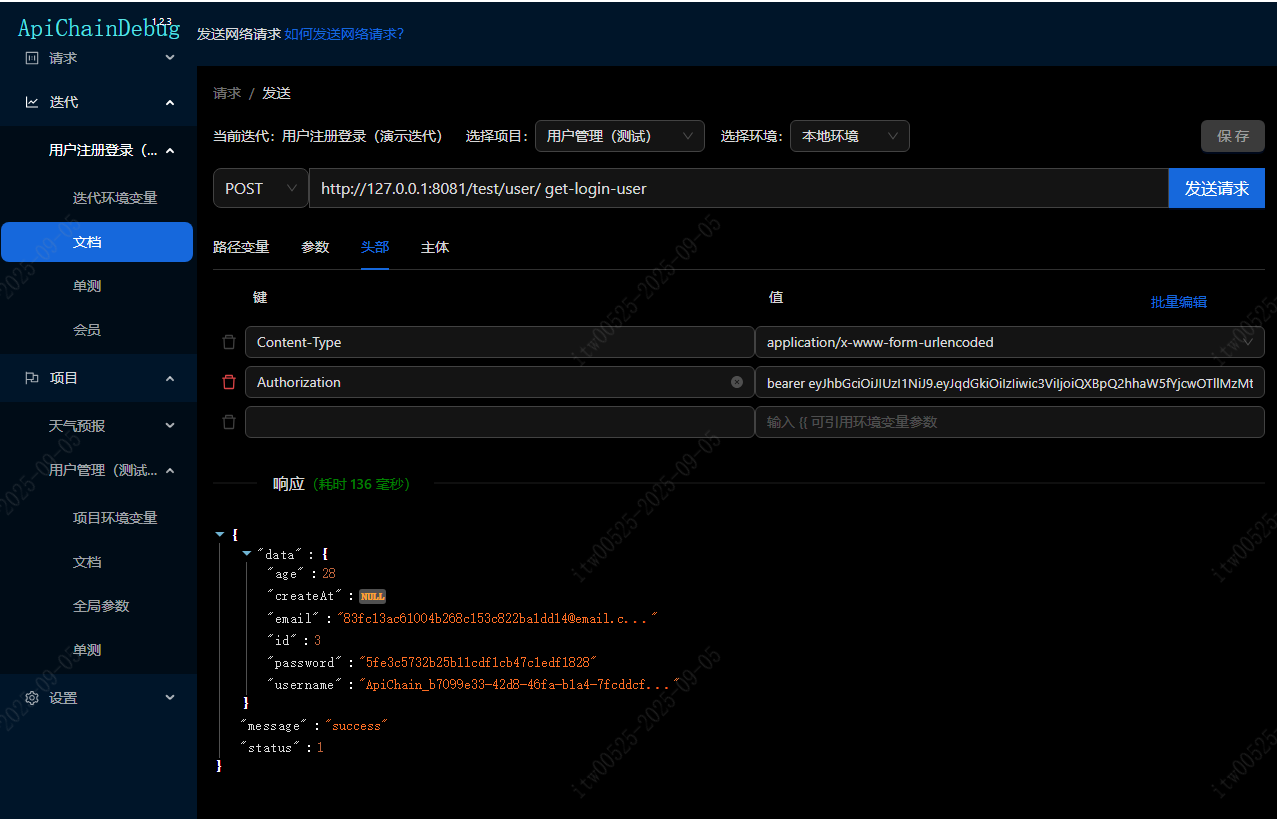 ApiChainDebug 1.2.3
发送网络请求 如何发送网络请求?
请求
迭代
用户注册登录（...
迭代环境变量
文档
单测
会员
项目
天气预报
用户管理（测试...
项目环境变量
文档
全局参数
单测
设置
请求 / 发送
当前迭代：用户注册登录（演示迭代） 选择项目： 用户管理（测试） 选择环境： 本地环境 保 存
POST http://127.0.0.1:8081/test/user/ get-login-user 发送请求
路径变量 参数 头部 主体
键 值 批量编辑
Content-Type application/x-www-form-urlencoded
Authorization bearer
输入 {{ 可引用环境变量参数
响应（耗时 136 毫秒）
{
"data" : {
"age" : 28
"createAt" : NULL
"email" : "83fc13ac61004b268c153c822ba1dd14@email.c..."
"id" : 3
"password" : "5fe3c5732b25b11cdf1cb47c1edf1828"
"username" : "ApiChain_b7099e33-42d8-46fa-b1a4-7fcddcf..."
}
"message" : "success"
"status" : 1
}
itw00525-2025-09-05